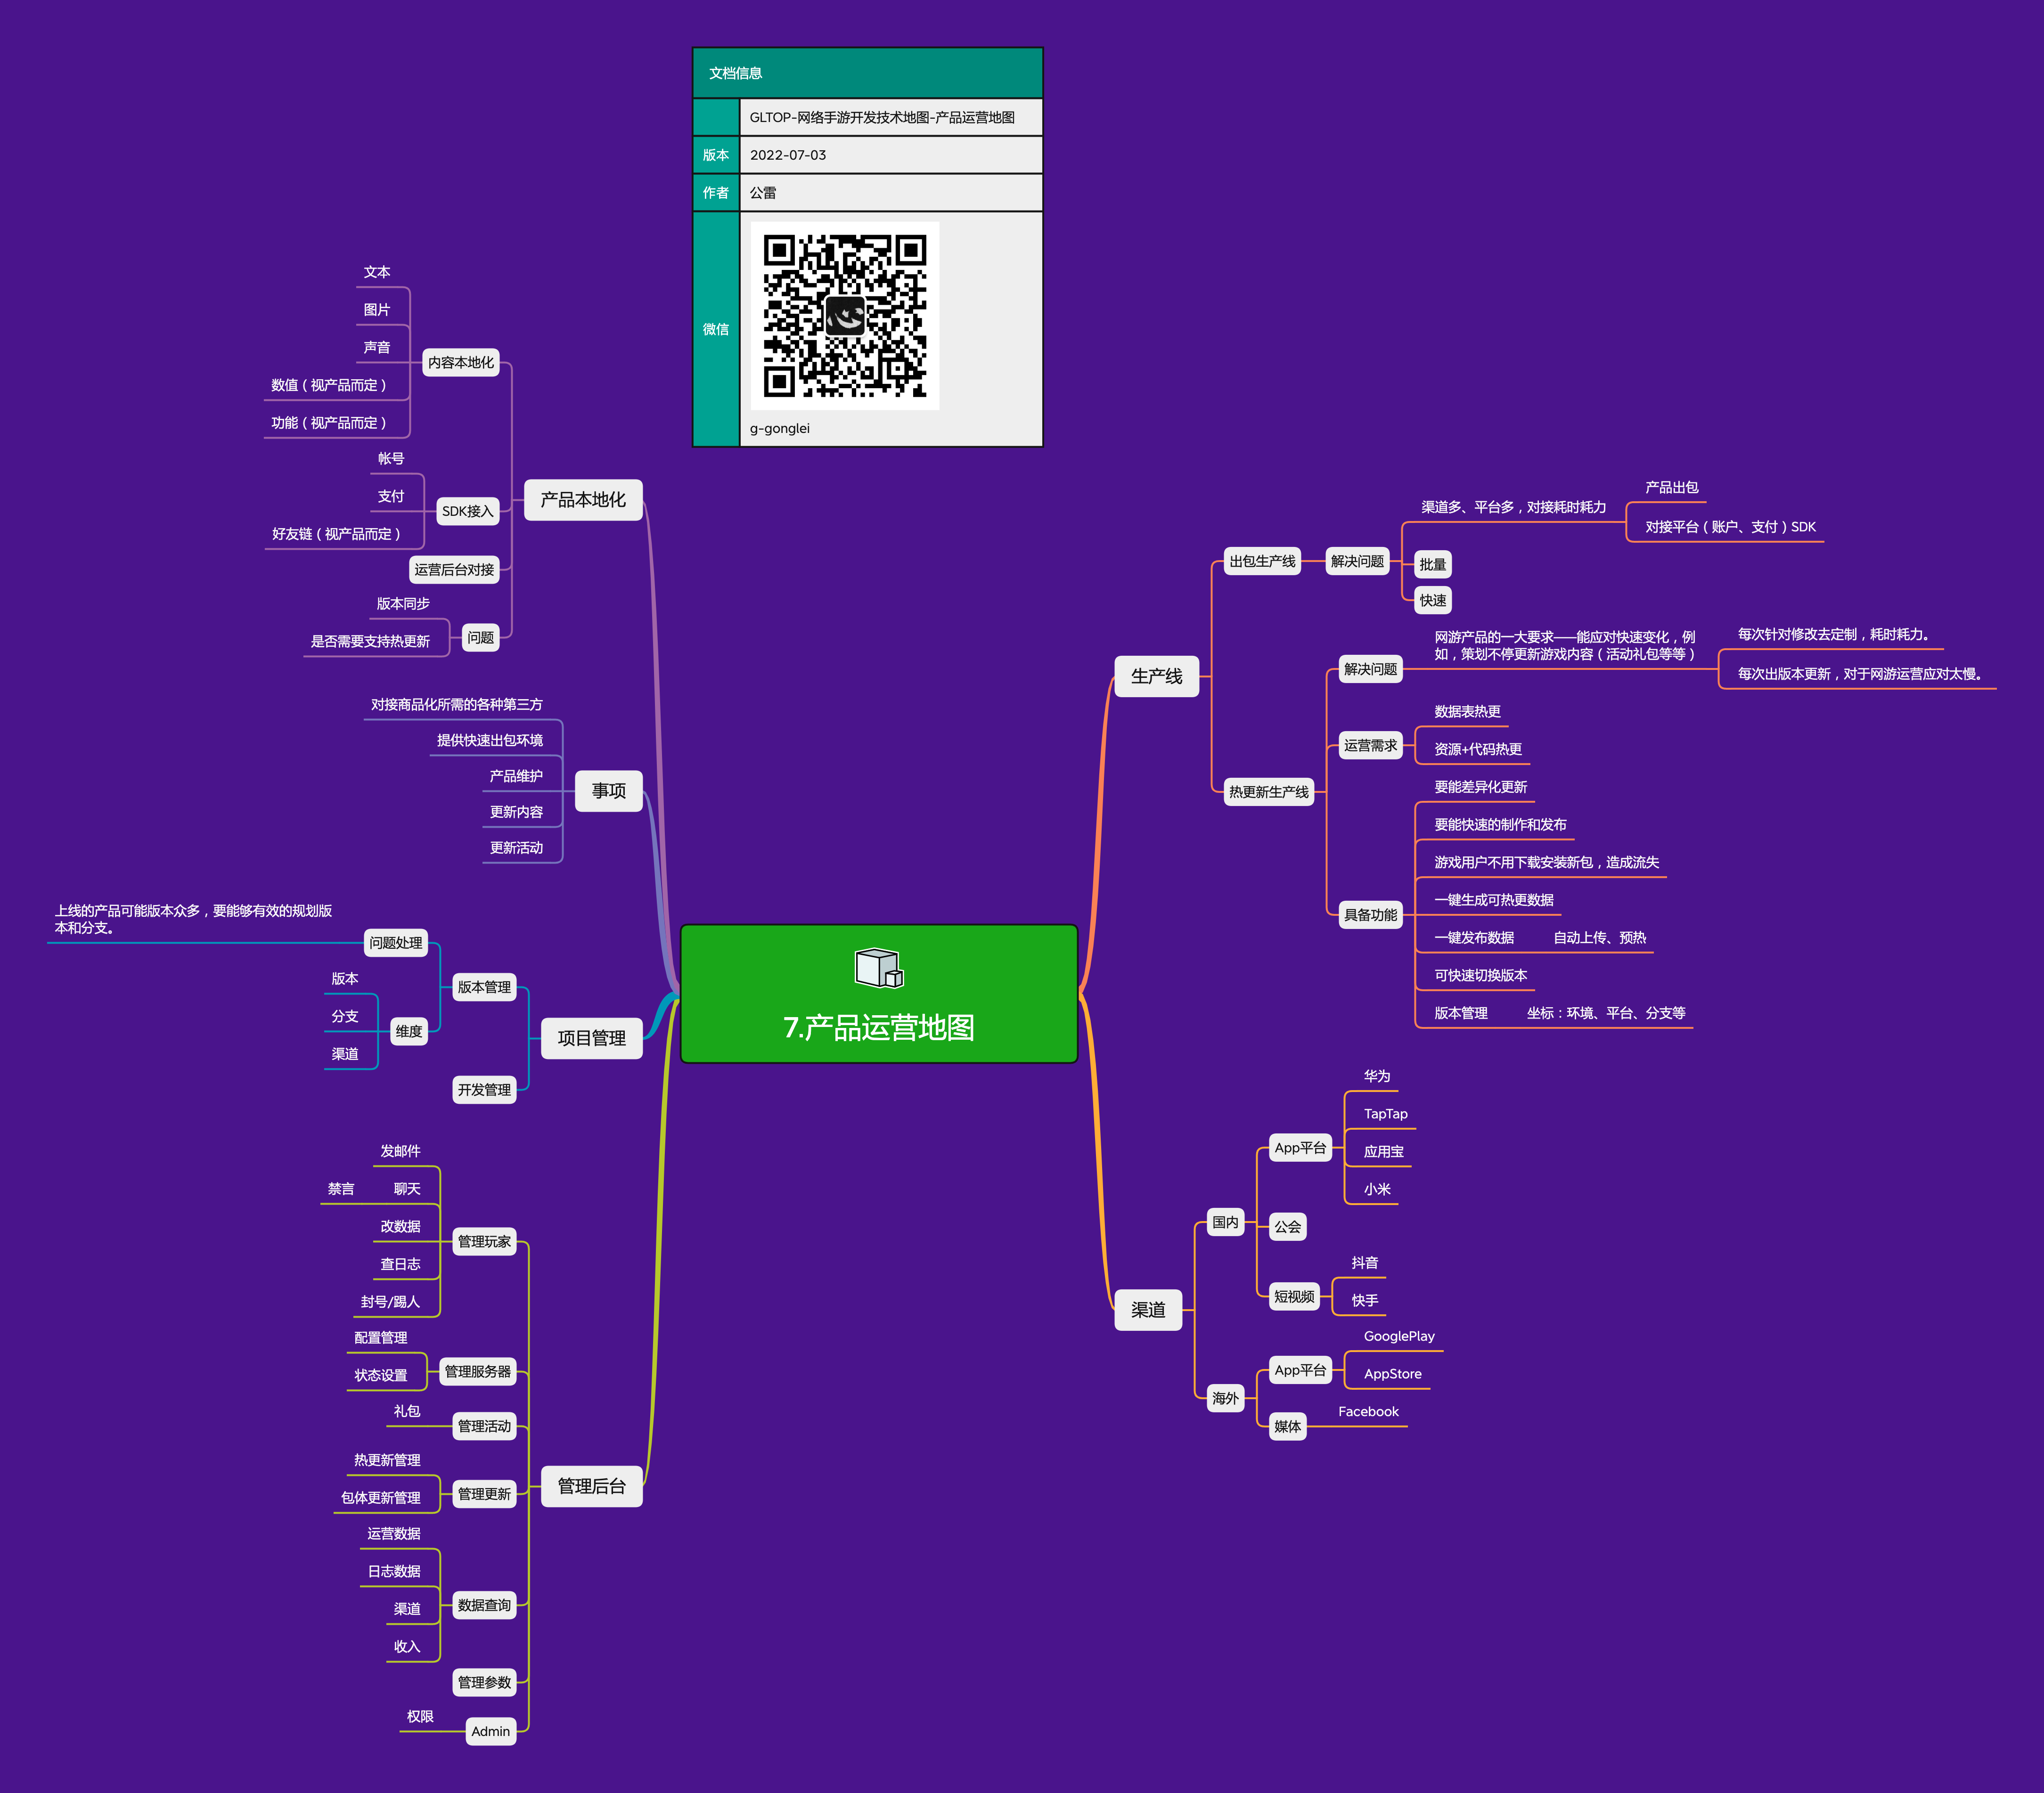 文档信息
GLTOP-网络手游开发技术地图-产品运营地图
版本
2022-07-03
作者
公雷
微信
g-gonglei
7.产品运营地图
生产线
出包生产线
解决问题
渠道多、平台多，对接耗时耗力
产品出包
对接平台（账户、支付）SDK
批量
快速
热更新生产线
解决问题
网游产品的一大要求——能应对快速变化，例
如，策划不停更新游戏内容（活动礼包等等）
每次针对修改去定制，耗时耗力。
每次出版本更新，对于网游运营应对太慢。
运营需求
数据表热更
资源+代码热更
具备功能
要能差异化更新
要能快速的制作和发布
游戏用户不用下载安装新包，造成流失
一键生成可热更数据
一键发布数据
自动上传、预热
可快速切换版本
版本管理
坐标：环境、平台、分支等
渠道
国内
App平台
华为
TapTap
应用宝
小米
公会
短视频
抖音
快手
海外
App平台
GooglePlay
AppStore
媒体
Facebook
产品本地化
内容本地化
文本
图片
声音
数值（视产品而定）
功能（视产品而定）
SDK接入
帐号
支付
好友链（视产品而定）
运营后台对接
问题
版本同步
是否需要支持热更新
事项
对接商品化所需的各种第三方
提供快速出包环境
产品维护
更新内容
更新活动
项目管理
版本管理
问题处理
上线的产品可能版本众多，要能够有效的规划版
本和分支。
维度
版本
分支
渠道
开发管理
管理后台
管理玩家
发邮件
聊天
禁言
改数据
查日志
封号/踢人
管理服务器
配置管理
状态设置
管理活动
礼包
管理更新
热更新管理
包体更新管理
数据查询
运营数据
日志数据
渠道
收入
管理参数
Admin
权限